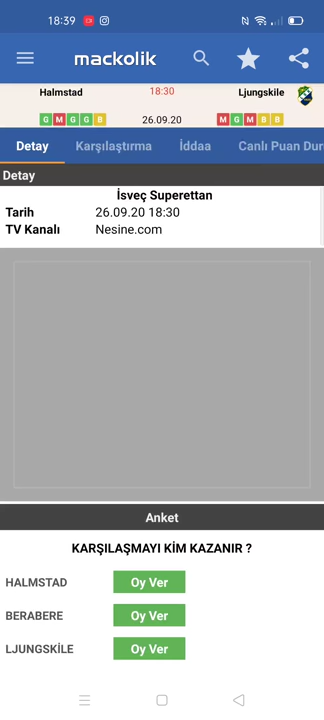 18:39
mackolik
Halmstad 18:30 Ljungskile
G M G G B 26.09.20 M G M B B
Detay Karşılaştırma İddaa Canlı Puan Dur
Detay
İsveç Superettan
Tarih 26.09.20 18:30
TV Kanalı Nesine.com
Anket
KARŞILAŞMAYI KİM KAZANIR ?
HALMSTAD Oy Ver
BERABERE Oy Ver
LJUNGSKİLE Oy Ver